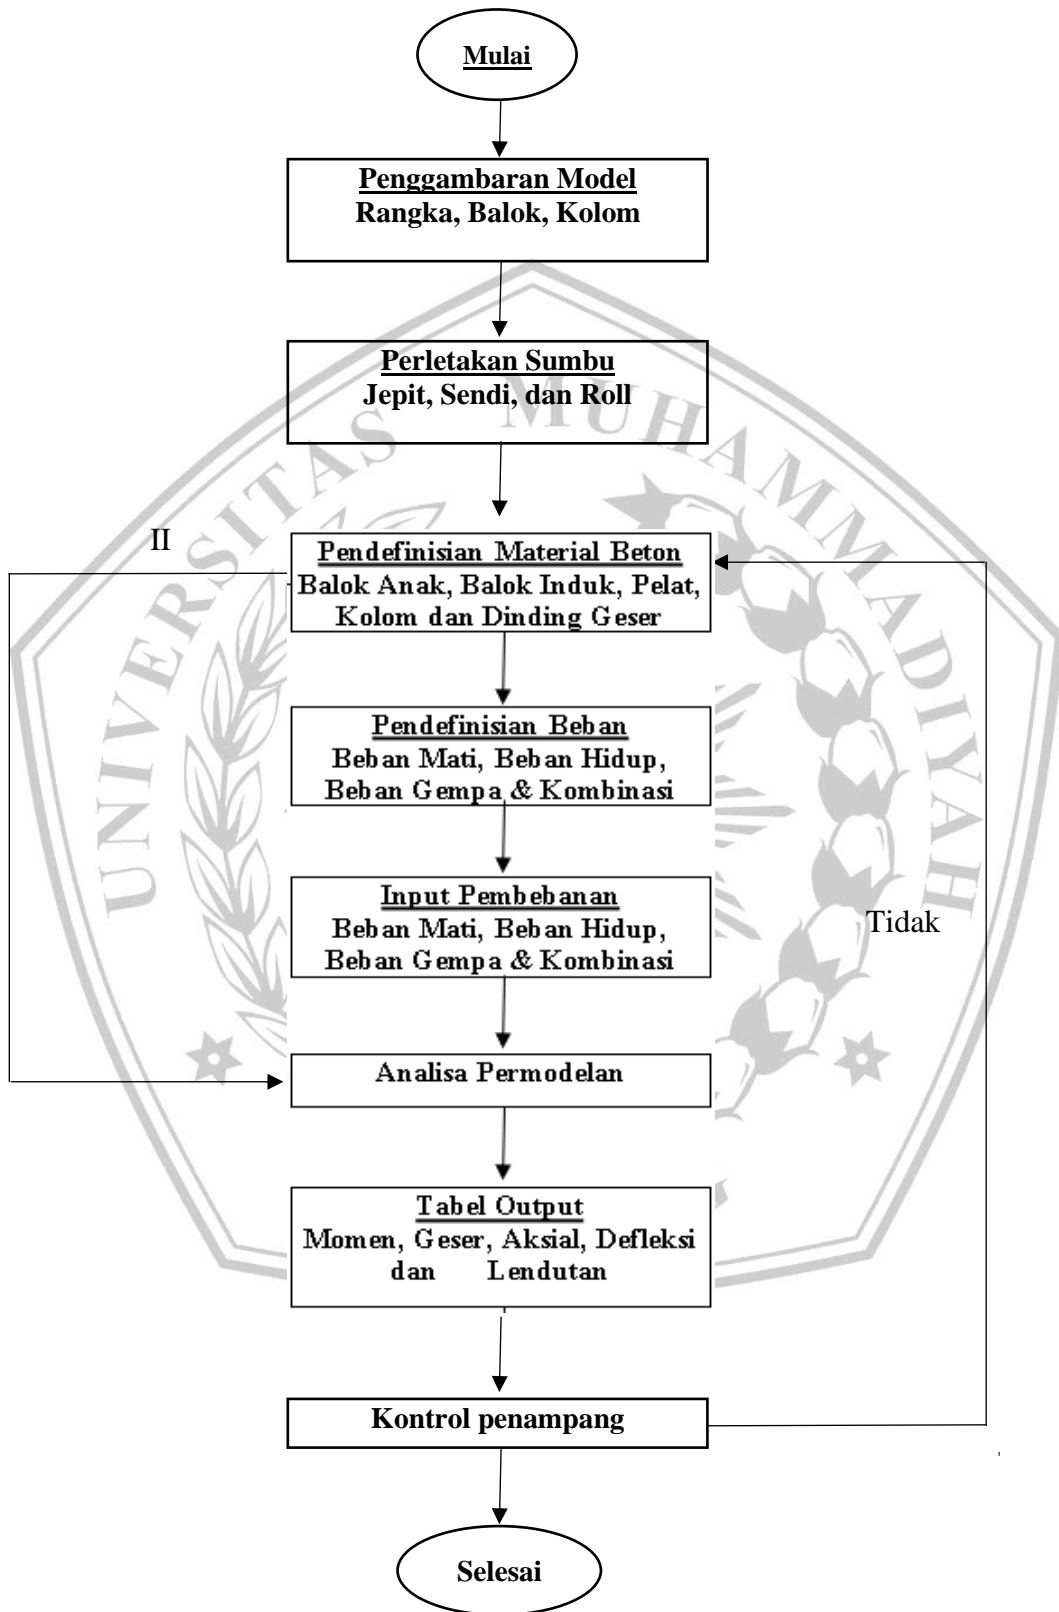 Mulai
Penggambaran Model
Rangka, Balok, Kolom
Perletakan Sumbu
Jepit, Sendi, dan Roll
UNIVERSITAS MUHAMMADIYAH
II
Pendefinisian Material Beton
Balok Anak, Balok Induk, Pelat,
Kolom dan Dinding Geser
Pendefinisian Beban
Beban Mati, Beban Hidup,
Beban Gempa & Kombinasi
Input Pembebanan
Beban Mati, Beban Hidup,
Beban Gempa & Kombinasi
Tidak
Analisa Permodelan
Tabel Output
Momen, Geser, Aksial, Defleksi
dan Lendutan
Kontrol penampang
Selesai